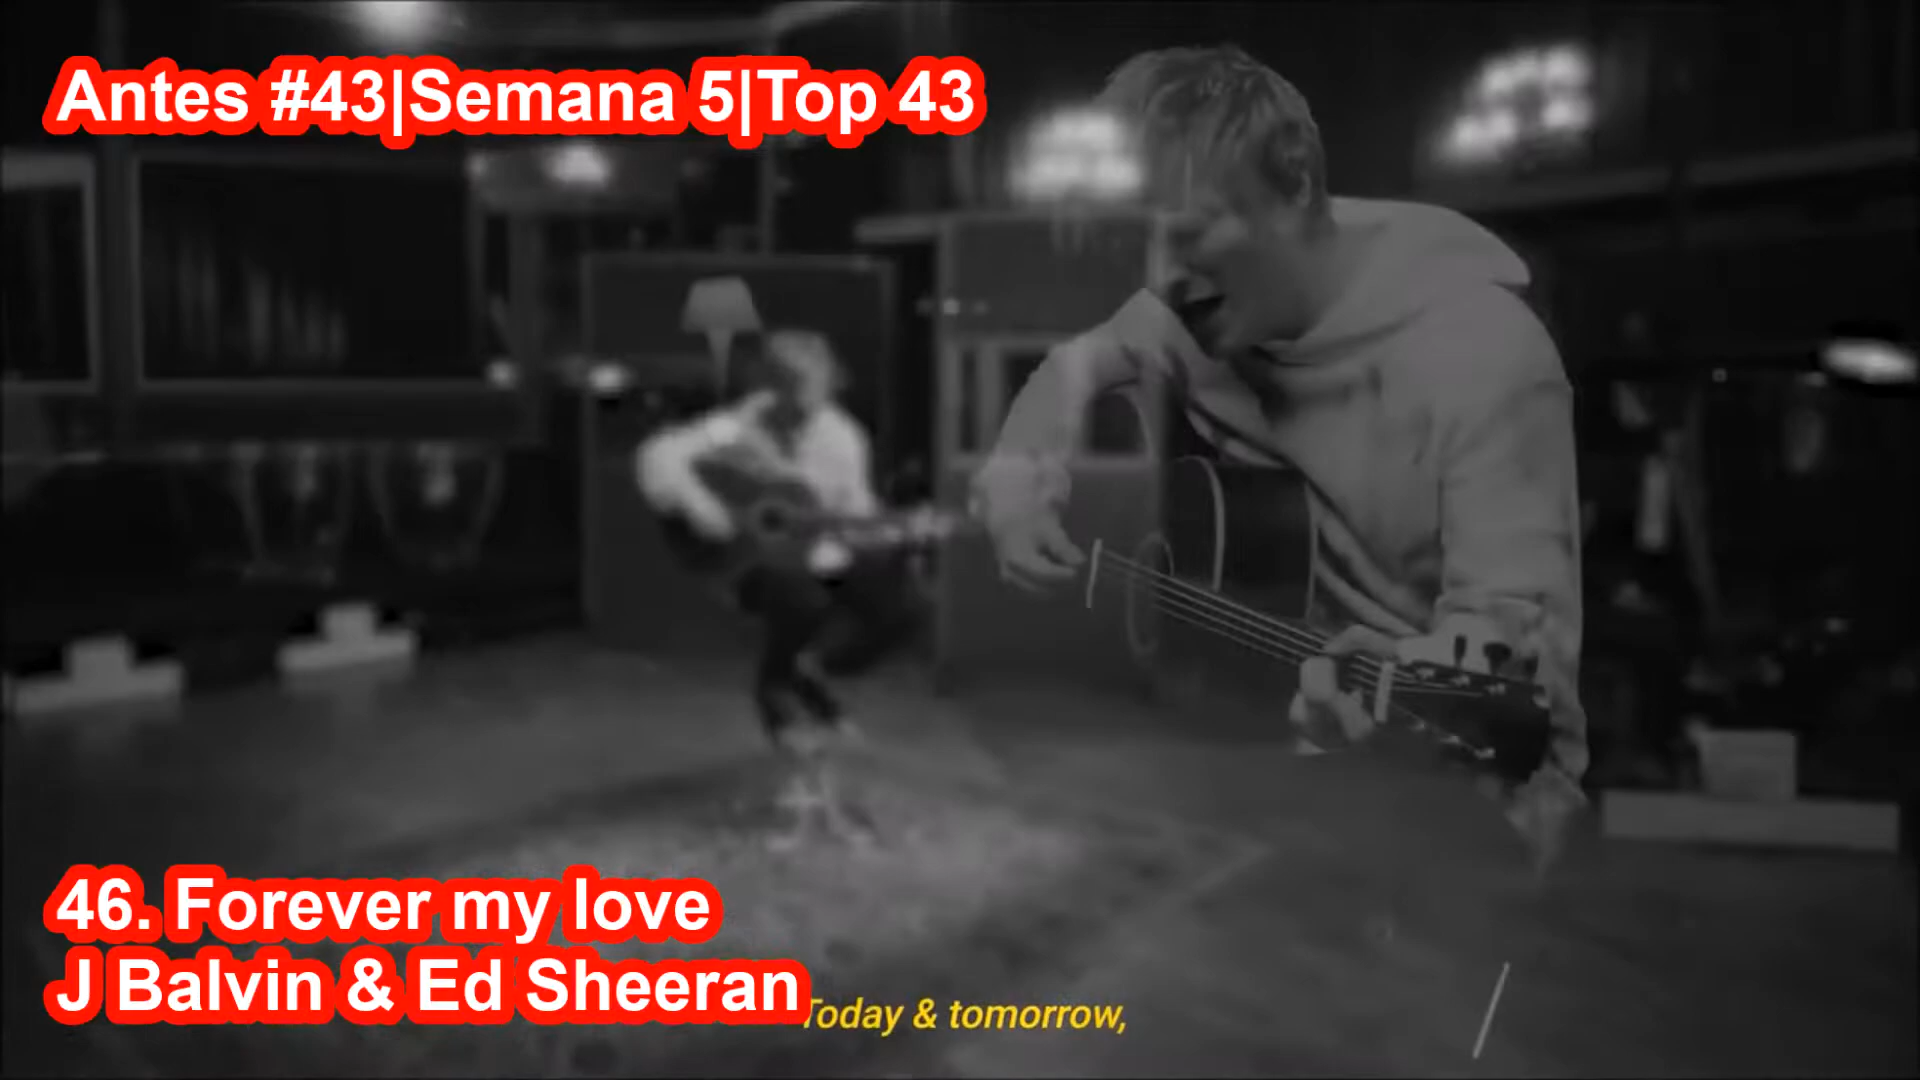 Antes #43|Semana 5|Top 43
46. Forever my love
J Balvin & Ed Sheeran
Today & tomorrow,